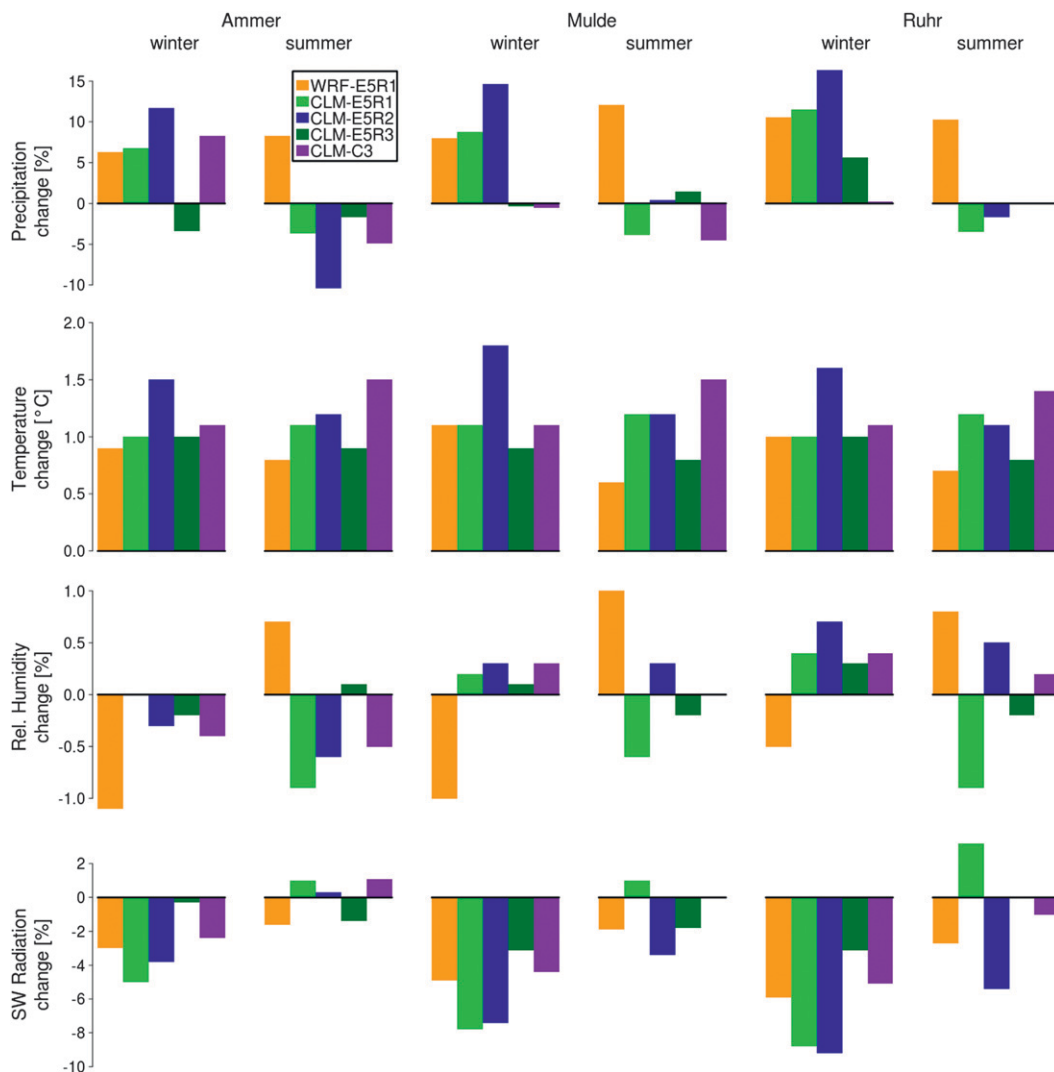 Ammer Mulde Ruhr
winter summer winter summer winter summer
WRF-E5R1
CLM-E5R1
CLM-E5R2
CLM-E5R3
CLM-C3
Precipitation
change [%]
15
10
5
0
-5
-10
Temperature
change [°C]
2.0
1.5
1.0
0.5
0.0
Rel. Humidity
change [%]
1.0
0.5
0.0
-0.5
-1.0
SW Radiation
change [%]
2
0
-2
-4
-6
-8
-10